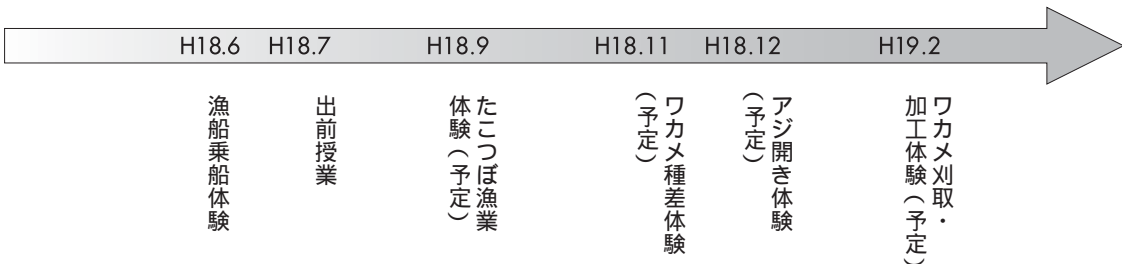 H18.6
H18.7
H18.9
H18.11
H18.12
H19.2
漁船乗船体験
出前授業
たこつぼ漁業
体験（予定）
ワカメ種差体験
（予定）
アジ開き体験
（予定）
ワカメ刈取・
加工体験（予定）